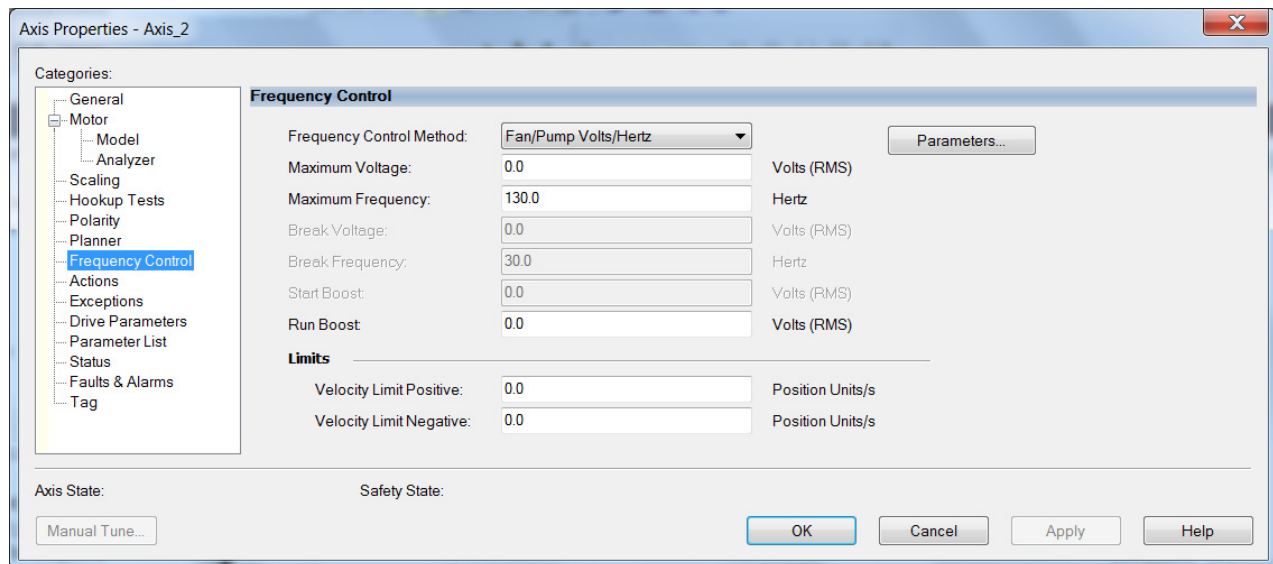 Axis Properties - Axis_2
Categories:
General
Motor
Model
Analyzer
Scaling
Hookup Tests
Polarity
Planner
Frequency Control
Actions
Exceptions
Drive Parameters
Parameter List
Status
Faults & Alarms
Tag
Frequency Control
Frequency Control Method: Fan/Pump Volts/Hertz Parameters...
Maximum Voltage: 0.0 Volts (RMS)
Maximum Frequency: 130.0 Hertz
Break Voltage: 0.0 Volts (RMS)
Break Frequency: 30.0 Hertz
Start Boost: 0.0 Volts (RMS)
Run Boost: 0.0 Volts (RMS)
Limits
Velocity Limit Positive: 0.0 Position Units/s
Velocity Limit Negative: 0.0 Position Units/s
Axis State: Safety State:
Manual Tune... OK Cancel Apply Help